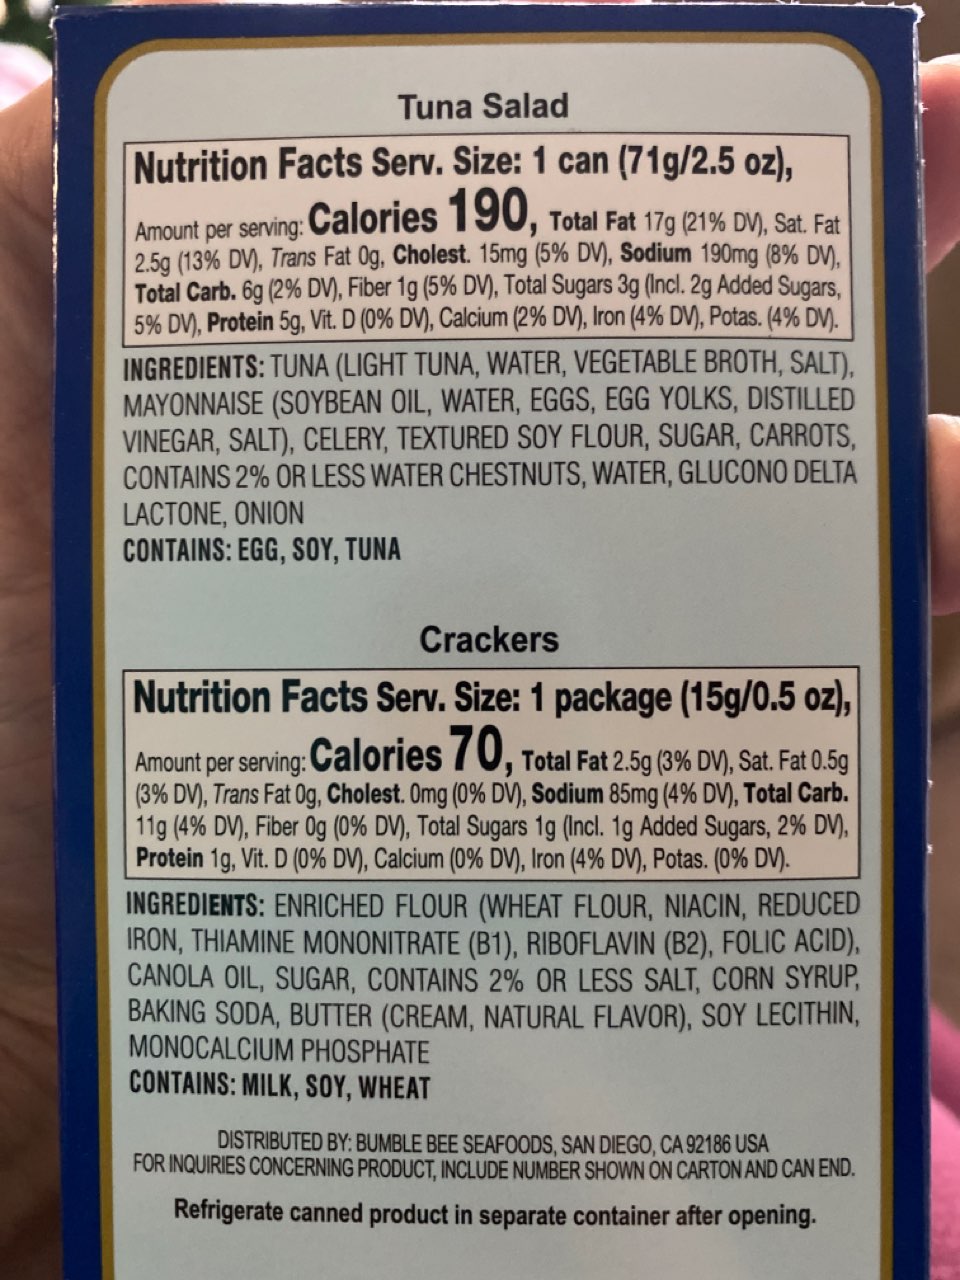 Tuna Salad
Nutrition Facts Serv. Size: 1 can (71g/2.5 oz),
Amount per serving: Calories 190, Total Fat 17g (21% DV), Sat. Fat
2.5g (13% DV), Trans Fat 0g, Cholest. 15mg (5% DV), Sodium 190mg (8% DV),
Total Carb. 6g (2% DV), Fiber 1g (5% DV), Total Sugars 3g (Incl. 2g Added Sugars,
5% DV), Protein 5g, Vit. D (0% DV), Calcium (2% DV), Iron (4% DV), Potas. (4% DV).
INGREDIENTS: TUNA (LIGHT TUNA, WATER, VEGETABLE BROTH, SALT),
MAYONNAISE (SOYBEAN OIL, WATER, EGGS, EGG YOLKS, DISTILLED
VINEGAR, SALT), CELERY, TEXTURED SOY FLOUR, SUGAR, CARROTS,
CONTAINS 2% OR LESS WATER CHESTNUTS, WATER, GLUCONO DELTA
LACTONE, ONION
CONTAINS: EGG, SOY, TUNA
Crackers
Nutrition Facts Serv. Size: 1 package (15g/0.5 oz),
Amount per serving: Calories 70, Total Fat 2.5g (3% DV), Sat. Fat 0.5g
(3% DV), Trans Fat 0g, Cholest. 0mg (0% DV), Sodium 85mg (4% DV), Total Carb.
11g (4% DV), Fiber 0g (0% DV), Total Sugars 1g (Incl. 1g Added Sugars, 2% DV),
Protein 1g, Vit. D (0% DV), Calcium (0% DV), Iron (4% DV), Potas. (0% DV).
INGREDIENTS: ENRICHED FLOUR (WHEAT FLOUR, NIACIN, REDUCED
IRON, THIAMINE MONONITRATE (B1), RIBOFLAVIN (B2), FOLIC ACID),
CANOLA OIL, SUGAR, CONTAINS 2% OR LESS SALT, CORN SYRUP,
BAKING SODA, BUTTER (CREAM, NATURAL FLAVOR), SOY LECITHIN,
MONOCALCIUM PHOSPHATE
CONTAINS: MILK, SOY, WHEAT
DISTRIBUTED BY: BUMBLE BEE SEAFOODS, SAN DIEGO, CA 92186 USA
FOR INQUIRIES CONCERNING PRODUCT, INCLUDE NUMBER SHOWN ON CARTON AND CAN END.
Refrigerate canned product in separate container after opening.